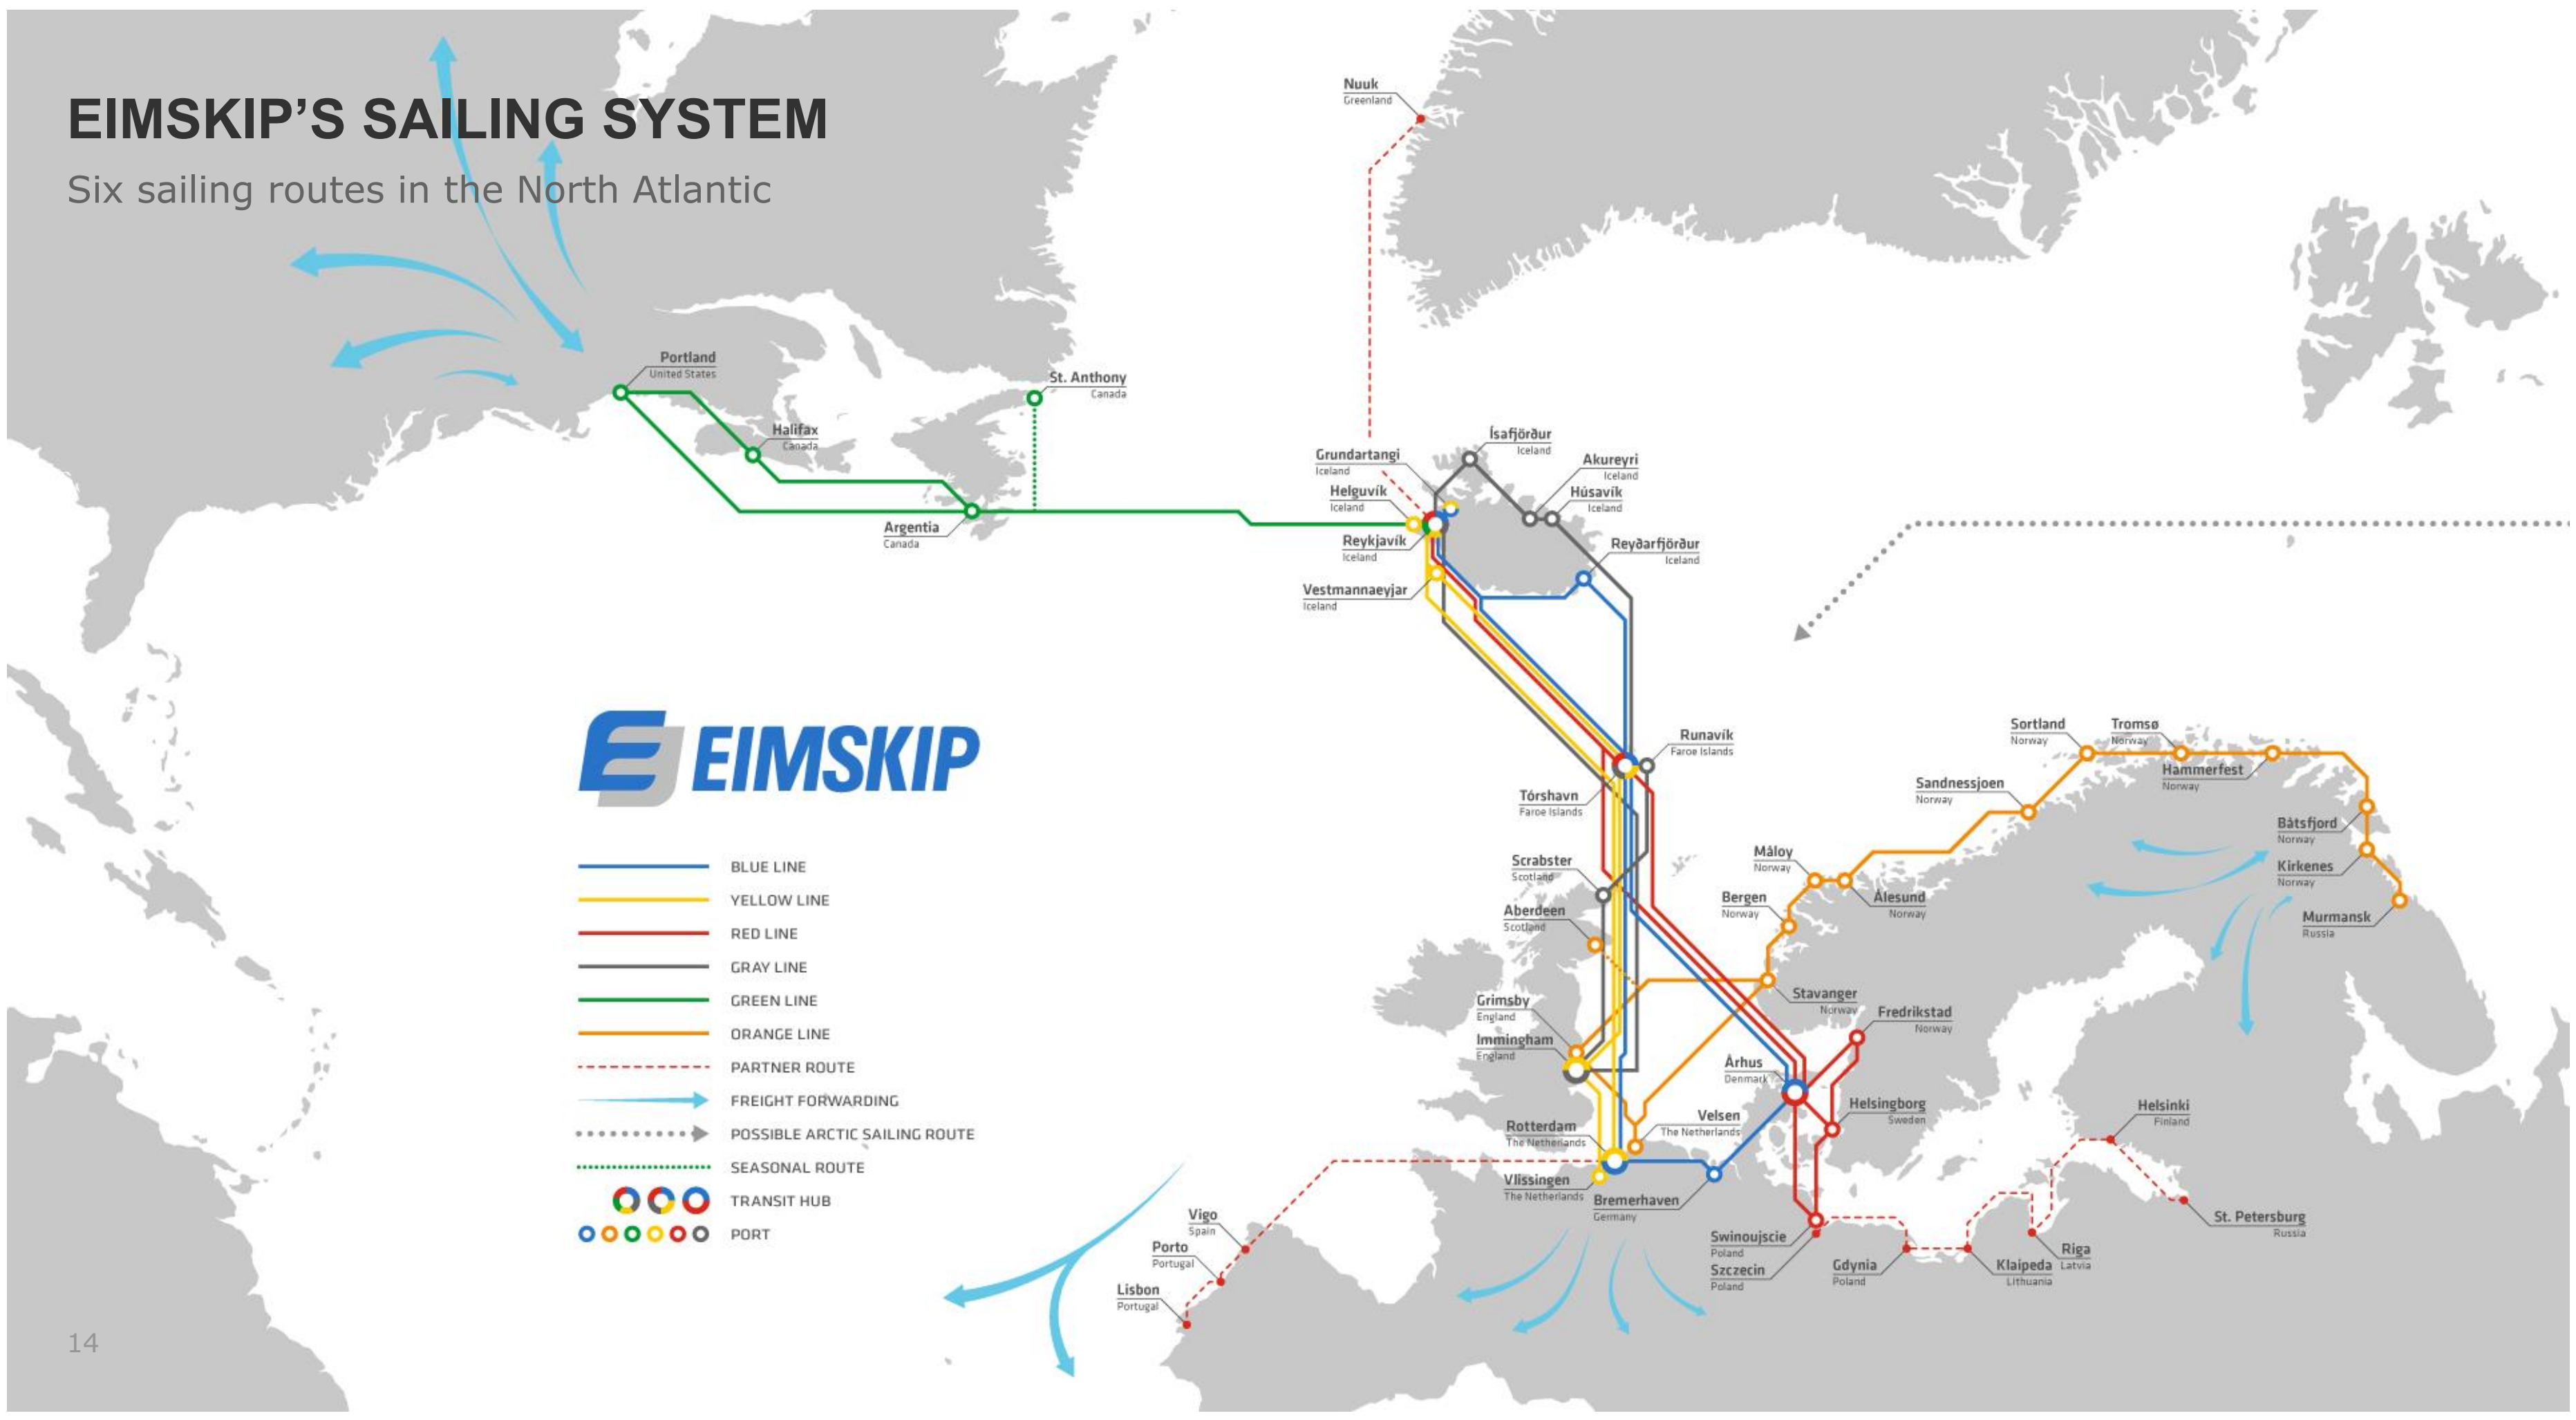 EIMSKIP'S SAILING SYSTEM
Six sailing routes in the North Atlantic
Nuuk
Greenland
Portland
United States
St. Anthony
Canada
Halifax
Canada
Argentia
Canada
Ísafjörður
Iceland
Grundartangi
Iceland
Akureyri
Iceland
Helguvík
Iceland
Húsavík
Iceland
Reykjavík
Iceland
Reyðarfjörður
Iceland
Vestmannaeyjar
Iceland
EIMSKIP
Runavík
Faroe Islands
Tórshavn
Faroe Islands
Sortland
Norway
Tromsø
Norway
Hammerfest
Norway
Sandnessjoen
Norway
Båtsfjord
Norway
Kirkenes
Norway
Murmansk
Russia
Måloy
Norway
Ålesund
Norway
Bergen
Norway
Scrabster
Scotland
Aberdeen
Scotland
Stavanger
Norway
Fredrikstad
Norway
Grimsby
England
Immingham
England
Århus
Denmark
Helsingborg
Sweden
Velsen
The Netherlands
Rotterdam
The Netherlands
Vlissingen
The Netherlands
Bremerhaven
Germany
Helsinki
Finland
St. Petersburg
Russia
Swinoujscie
Poland
Szczecin
Poland
Gdynia
Poland
Klaipeda
Lithuania
Riga
Latvia
Vigo
Spain
Porto
Portugal
Lisbon
Portugal
BLUE LINE
YELLOW LINE
RED LINE
GRAY LINE
GREEN LINE
ORANGE LINE
PARTNER ROUTE
FREIGHT FORWARDING
POSSIBLE ARCTIC SAILING ROUTE
SEASONAL ROUTE
TRANSIT HUB
PORT
14